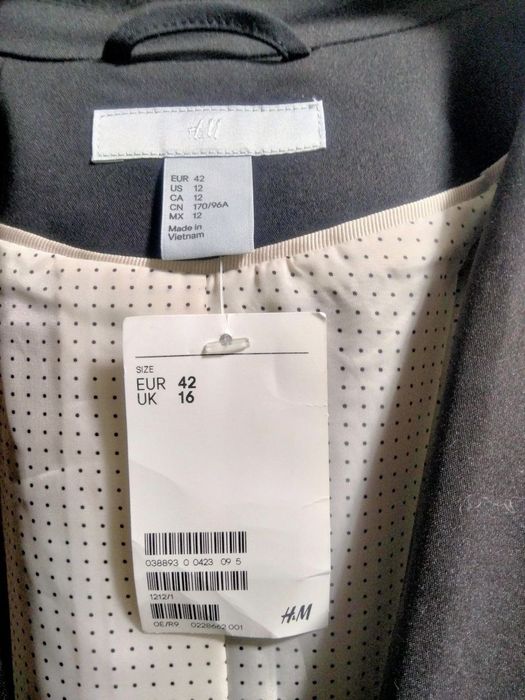 H&M
EUR 42
US 12
CA 12
CN 170/96A
MX 12
Made in
Vietnam
SIZE
EUR 42
UK 16
038893 0 0423 09 5
1212/1
OE/R9 0228662 001
H&M